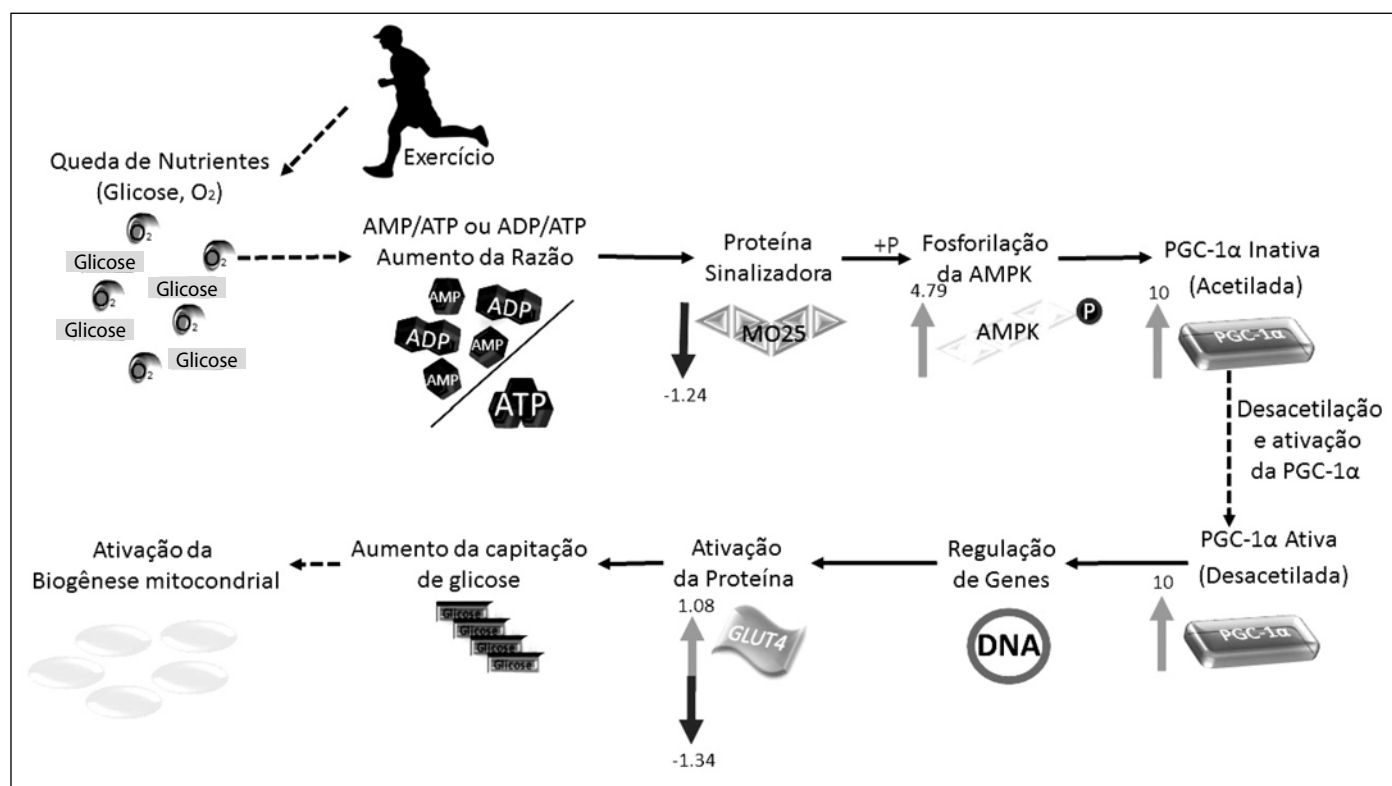 Exercício
Queda de Nutrientes
(Glicose, O₂)
O₂
Glicose
O₂
O₂
Glicose
Glicose
O₂
Glicose
O₂
AMP/ATP ou ADP/ATP
Aumento da Razão
AMP
ADP
ADP
AMP
AMP
ATP
Proteína
Sinalizadora
MO25
-1.24
+P
Fosforilação
da AMPK
4.79
AMPK
P
PGC-1α Inativa
(Acetilada)
10
PGC-1α
Desacetilação
e ativação
da PGC-1α
PGC-1α Ativa
(Desacetilada)
10
PGC-1α
Regulação
de Genes
DNA
Ativação
da Proteína
1.08
GLUT4
-1.34
Aumento da capitação
de glicose
Glicose
Glicose
Glicose
Glicose
Ativação da
Biogênese mitocondrial